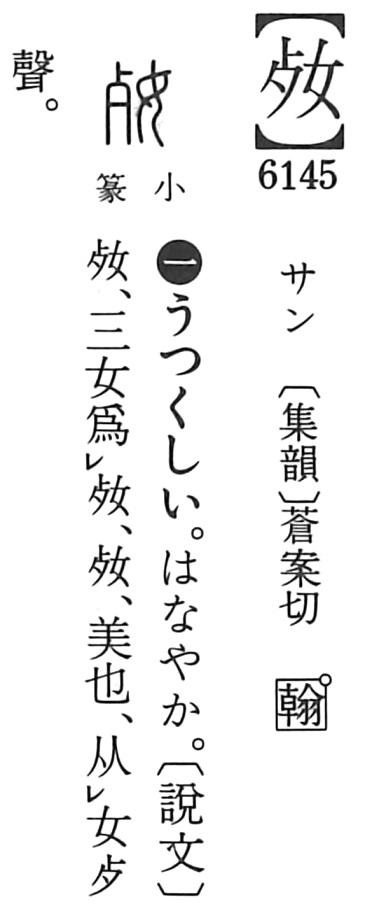 【㛑】
6145
サン 〔集韻〕蒼案切 翰
㊀うつくしい。はなやか。〔說文〕
㛑、三女爲㆑㛑、㛑、美也、从㆑女歺
聲。
小篆